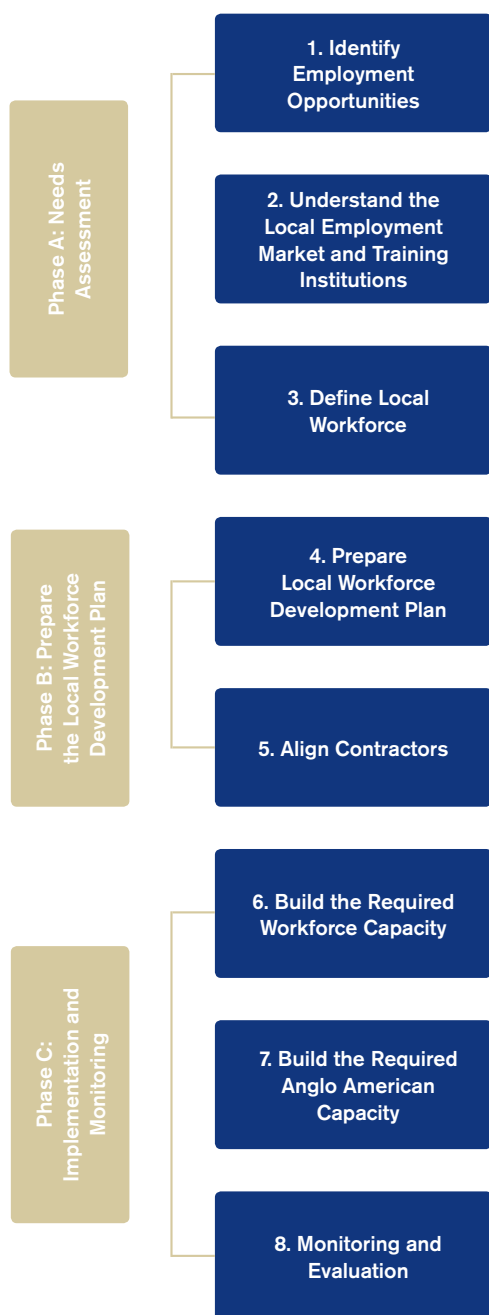 Phase A: Needs
Assessment
1. Identify
Employment
Opportunities
2. Understand the
Local Employment
Market and Training
Institutions
3. Define Local
Workforce
Phase B: Prepare
the Local Workforce
Development Plan
4. Prepare
Local Workforce
Development Plan
5. Align Contractors
Phase C:
Implementation and
Monitoring
6. Build the Required
Workforce Capacity
7. Build the Required
Anglo American
Capacity
8. Monitoring and
Evaluation